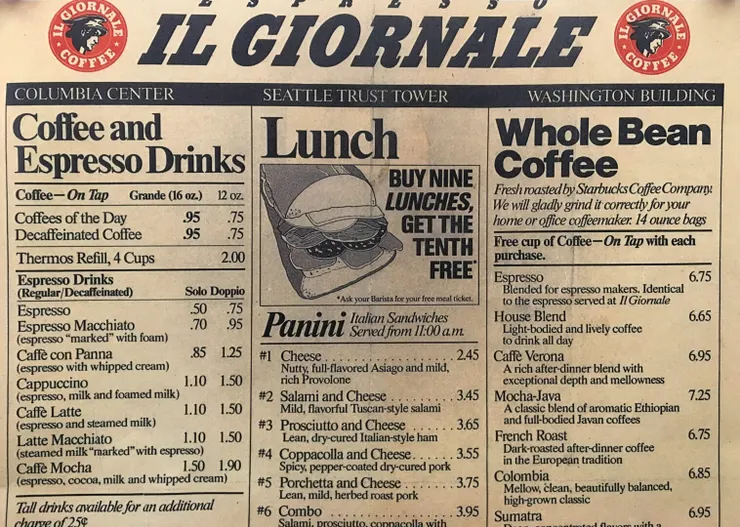 ESPRESSO
IL GIORNALE
COFFEE
IL GIORNALE
IL GIORNALE
COFFEE
COLUMBIA CENTER
SEATTLE TRUST TOWER
WASHINGTON BUILDING
Coffee and
Espresso Drinks
Coffee—On Tap Grande (16 oz.) 12 oz.
Coffees of the Day .95 .75
Decaffeinated Coffee .95 .75
Thermos Refill, 4 Cups 2.00
Espresso Drinks
(Regular/Decaffeinated) Solo Doppio
Espresso .50 .75
Espresso Macchiato .70 .95
(espresso "marked" with foam)
Caffè con Panna .85 1.25
(espresso with whipped cream)
Cappuccino 1.10 1.50
(espresso, milk and foamed milk)
Caffè Latte 1.10 1.50
(espresso and steamed milk)
Latte Macchiato 1.10 1.50
(steamed milk "marked" with espresso)
Caffè Mocha 1.50 1.90
(espresso, cocoa, milk and whipped cream)
Tall drinks available for an additional
charge of 25¢
Lunch
BUY NINE
LUNCHES,
GET THE
TENTH
FREE*
*Ask your Barista for your free meal ticket.
Panini Italian Sandwiches
Served from 11:00 a.m.
#1 Cheese . . . . . . . . . . . . . . . . . . 2.45
Nutty, full-flavored Asiago and mild,
rich Provolone
#2 Salami and Cheese . . . . . . . . 3.45
Mild, flavorful Tuscan-style salami
#3 Prosciutto and Cheese . . . . . 3.65
Lean, dry-cured Italian-style ham
#4 Coppacolla and Cheese . . . . 3.55
Spicy, pepper-coated dry-cured pork
#5 Porchetta and Cheese . . . . . 3.75
Lean, mild, herbed roast pork
#6 Combo . . . . . . . . . . . . . . . . . 3.95
Salami, prosciutto, coppacolla with
Whole Bean
Coffee
Fresh roasted by Starbucks Coffee Company.
We will gladly grind it correctly for your
home or office coffeemaker. 14 ounce bags
Free cup of Coffee—On Tap with each
purchase.
Espresso 6.75
Blended for espresso makers. Identical
to the espresso served at Il Giornale
House Blend 6.65
Light-bodied and lively coffee
to drink all day
Caffè Verona 6.95
A rich after-dinner blend with
exceptional depth and mellowness
Mocha-Java 7.25
A classic blend of aromatic Ethiopian
and full-bodied Javan coffees
French Roast 6.75
Dark-roasted after-dinner coffee
in the European tradition
Colombia 6.85
Mellow, clean, beautifully balanced,
high-grown classic
Sumatra 6.95
Deep, concentrated flavors with a